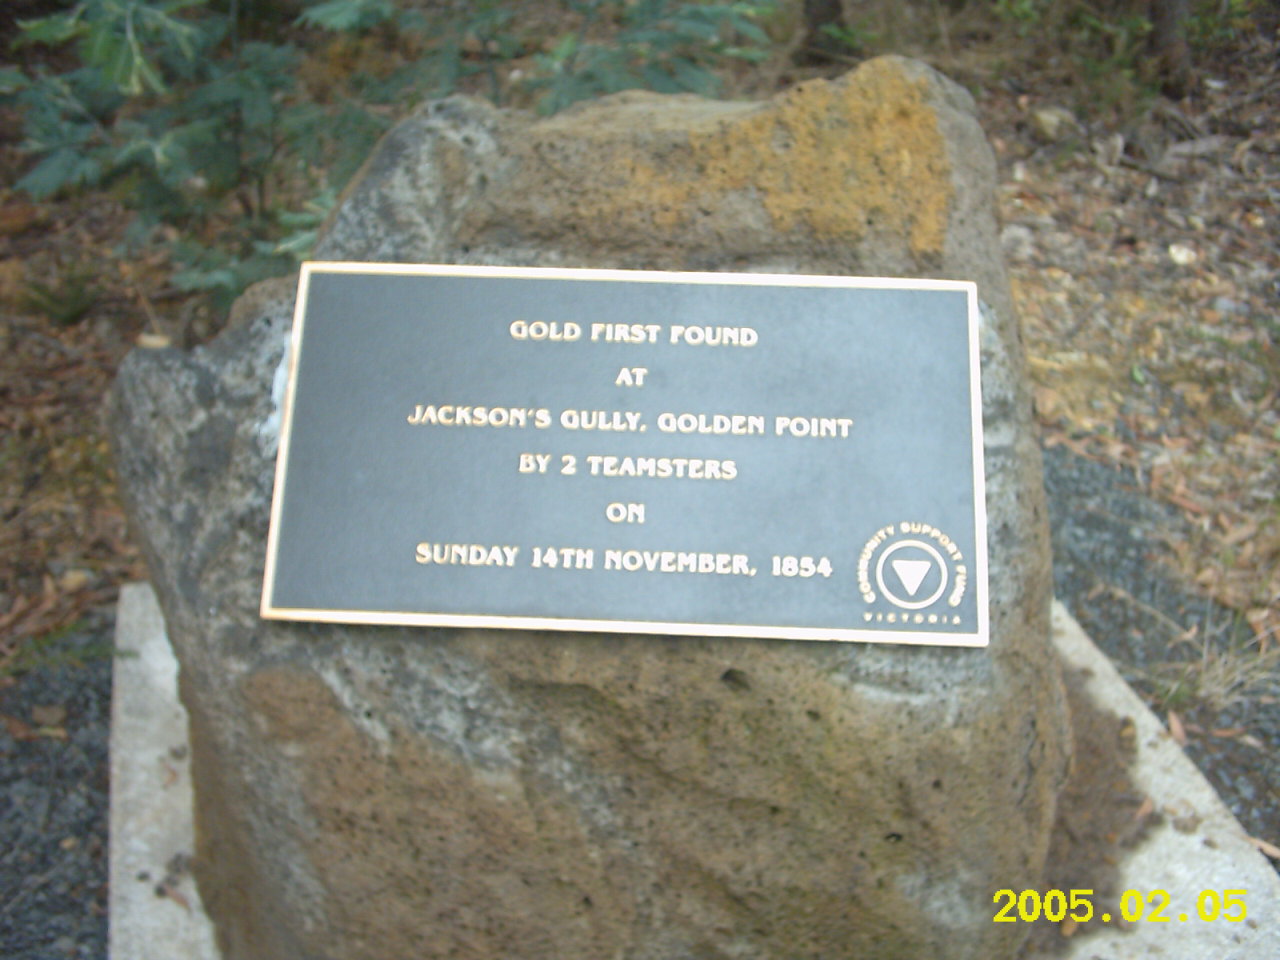 GOLD FIRST FOUND
AT
JACKSON'S GULLY, GOLDEN POINT
BY 2 TEAMSTERS
ON
SUNDAY 14TH NOVEMBER, 1854
COMMUNITY SUPPORT FUND
VICTORIA
2005.02.05